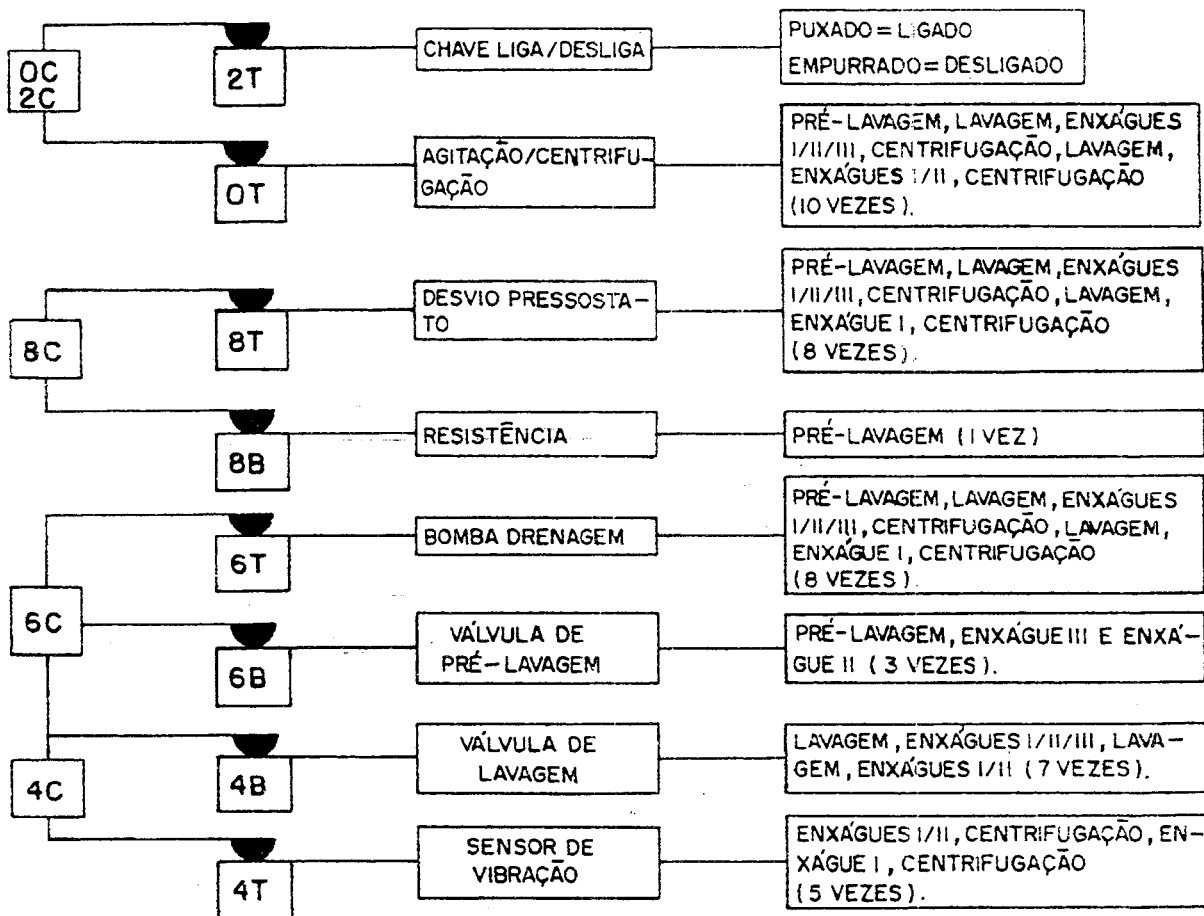 0C
2C
2T
CHAVE LIGA/DESLIGA
PUXADO = LIGADO
EMPURRADO = DESLIGADO
0T
AGITAÇÃO/CENTRIFU-
GAÇÃO
PRÉ-LAVAGEM, LAVAGEM, ENXÁGUES
I/II/III, CENTRIFUGAÇÃO, LAVAGEM,
ENXÁGUES I/II, CENTRIFUGAÇÃO
(10 VEZES).
8C
8T
DESVIO PRESSOSTA-
TO
PRÉ-LAVAGEM, LAVAGEM, ENXÁGUES
I/II/III, CENTRIFUGAÇÃO, LAVAGEM,
ENXÁGUE I, CENTRIFUGAÇÃO
(8 VEZES).
8B
RESISTÊNCIA
PRÉ-LAVAGEM (1 VEZ)
6C
6T
BOMBA DRENAGEM
PRÉ-LAVAGEM, LAVAGEM, ENXÁGUES
I/II/III, CENTRIFUGAÇÃO, LAVAGEM,
ENXÁGUE I, CENTRIFUGAÇÃO
(8 VEZES).
6B
VÁLVULA DE
PRÉ-LAVAGEM
PRÉ-LAVAGEM, ENXÁGUE III E ENXÁ-
GUE II (3 VEZES).
4C
4B
VÁLVULA DE
LAVAGEM
LAVAGEM, ENXÁGUES I/II/III, LAVA-
GEM, ENXÁGUES I/II (7 VEZES).
4T
SENSOR DE
VIBRAÇÃO
ENXÁGUES I/II, CENTRIFUGAÇÃO, EN-
XÁGUE I, CENTRIFUGAÇÃO
(5 VEZES).